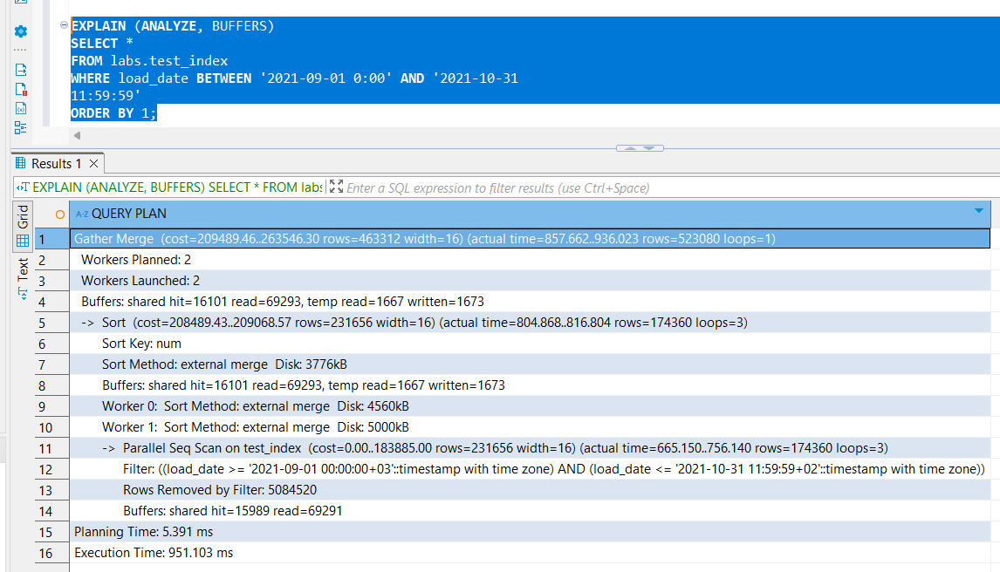 EXPLAIN (ANALYZE, BUFFERS)
SELECT *
FROM labs.test_index
WHERE load_date BETWEEN '2021-09-01 0:00' AND '2021-10-31
11:59:59'
ORDER BY 1;
Results 1
EXPLAIN (ANALYZE, BUFFERS) SELECT * FROM labs
Enter a SQL expression to filter results (use Ctrl+Space)
Grid
Text
A-Z QUERY PLAN
1 Gather Merge (cost=209489.46..263546.30 rows=463312 width=16) (actual time=857.662..936.023 rows=523080 loops=1)
2 Workers Planned: 2
3 Workers Launched: 2
4 Buffers: shared hit=16101 read=69293, temp read=1667 written=1673
5 -> Sort (cost=208489.43..209068.57 rows=231656 width=16) (actual time=804.868..816.804 rows=174360 loops=3)
6 Sort Key: num
7 Sort Method: external merge Disk: 3776kB
8 Buffers: shared hit=16101 read=69293, temp read=1667 written=1673
9 Worker 0: Sort Method: external merge Disk: 4560kB
10 Worker 1: Sort Method: external merge Disk: 5000kB
11 -> Parallel Seq Scan on test_index (cost=0.00..183885.00 rows=231656 width=16) (actual time=665.150..756.140 rows=174360 loops=3)
12 Filter: ((load_date >= '2021-09-01 00:00:00+03'::timestamp with time zone) AND (load_date <= '2021-10-31 11:59:59+02'::timestamp with time zone))
13 Rows Removed by Filter: 5084520
14 Buffers: shared hit=15989 read=69291
15 Planning Time: 5.391 ms
16 Execution Time: 951.103 ms